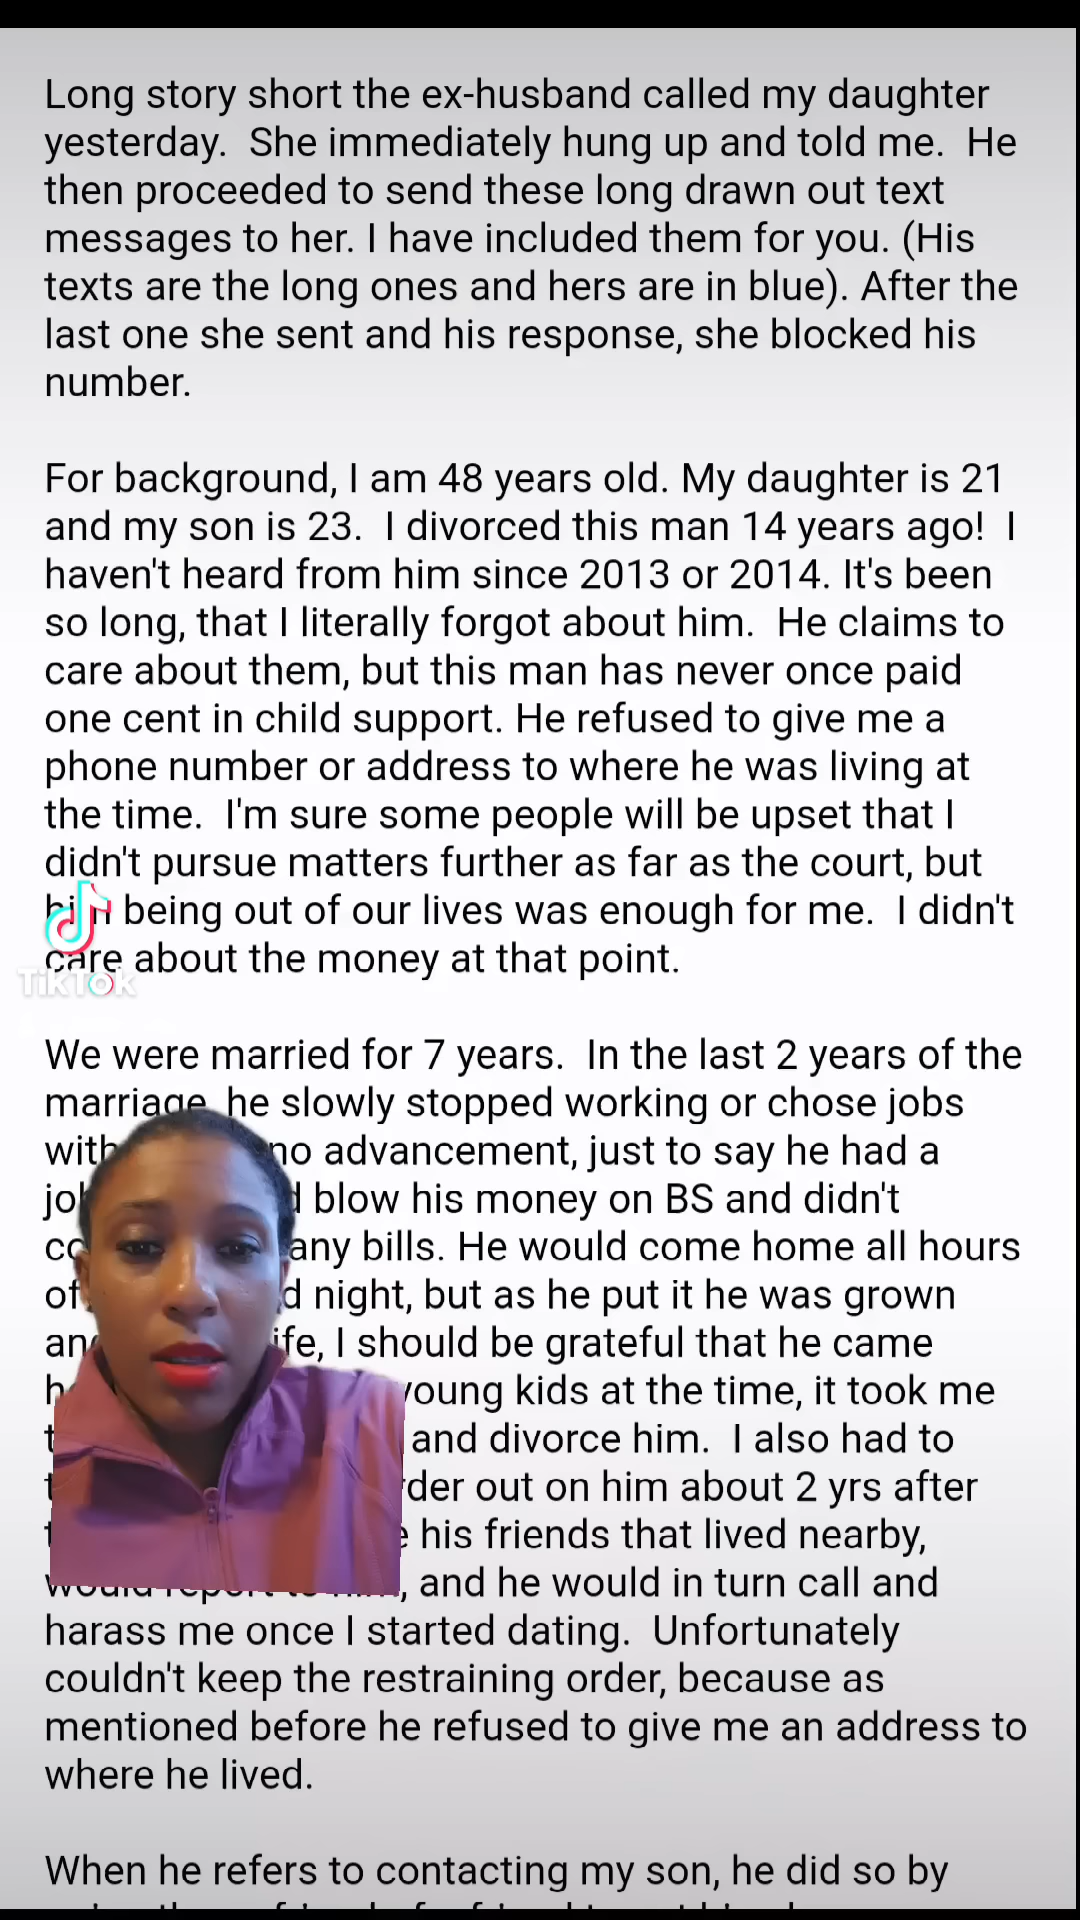 Long story short the ex-husband called my daughter
yesterday.  She immediately hung up and told me.  He
then proceeded to send these long drawn out text
messages to her. I have included them for you. (His
texts are the long ones and hers are in blue). After the
last one she sent and his response, she blocked his
number.
For background, I am 48 years old. My daughter is 21
and my son is 23.  I divorced this man 14 years ago!  I
haven't heard from him since 2013 or 2014. It's been
so long, that I literally forgot about him.  He claims to
care about them, but this man has never once paid
one cent in child support. He refused to give me a
phone number or address to where he was living at
the time.  I'm sure some people will be upset that I
didn't pursue matters further as far as the court, but
him being out of our lives was enough for me.  I didn't
care about the money at that point.
TikTok
We were married for 7 years.  In the last 2 years of the
marriage, he slowly stopped working or chose jobs
no advancement, just to say he had a
blow his money on BS and didn't
any bills. He would come home all hours
night, but as he put it he was grown
I should be grateful that he came
young kids at the time, it took me
and divorce him.  I also had to
out on him about 2 yrs after
his friends that lived nearby,
would report to him, and he would in turn call and
harass me once I started dating.  Unfortunately
couldn't keep the restraining order, because as
mentioned before he refused to give me an address to
where he lived.
When he refers to contacting my son, he did so by